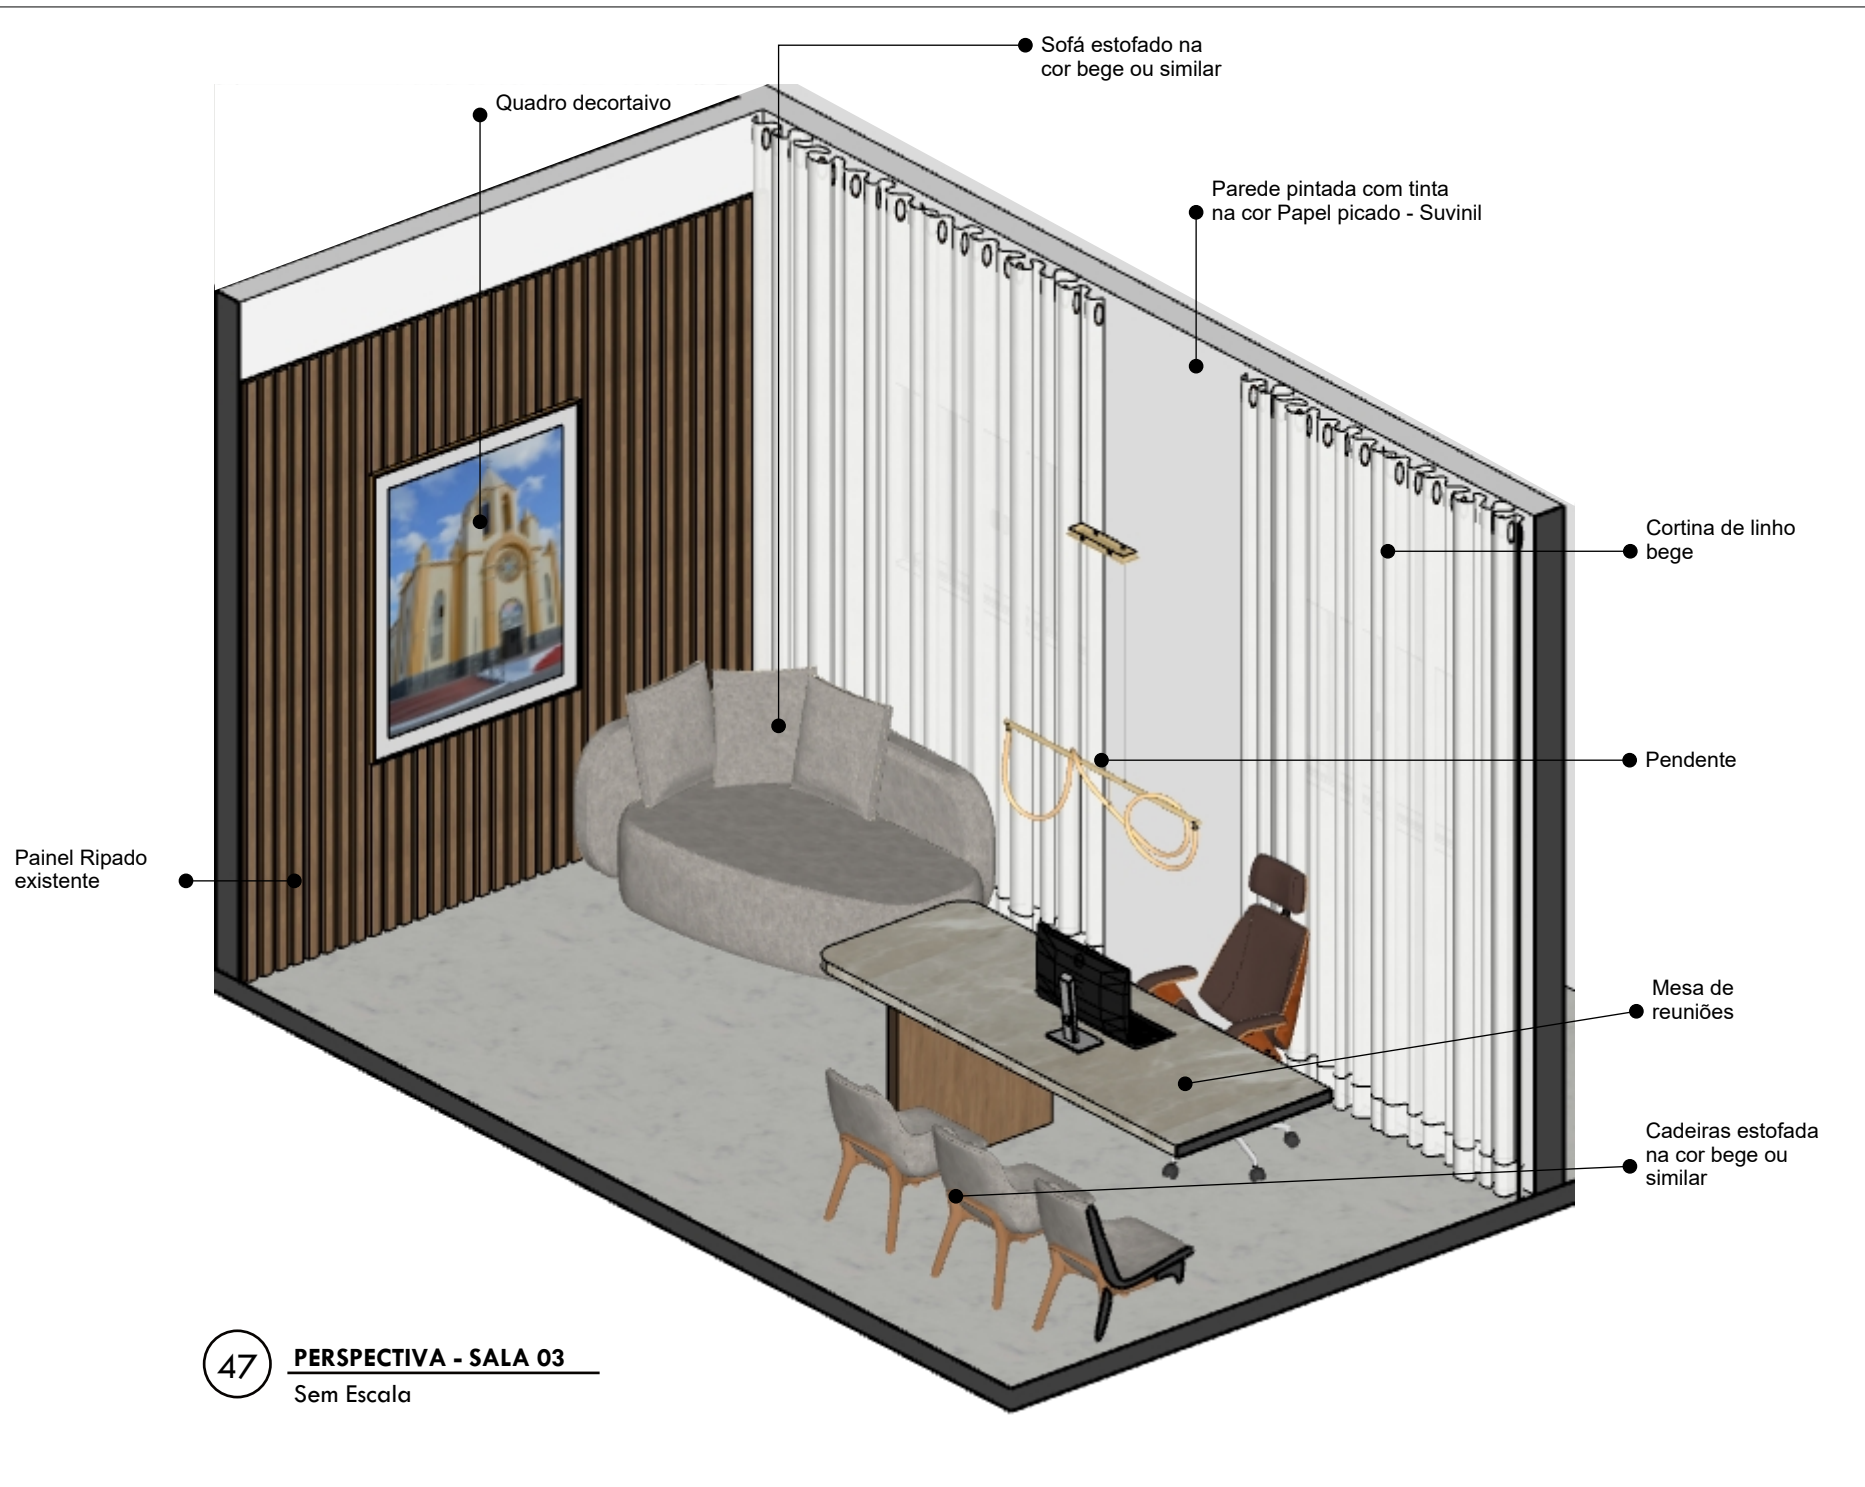 Sofá estofado na
cor bege ou similar
Quadro decortaivo
Parede pintada com tinta
na cor Papel picado - Suvinil
Cortina de linho
bege
Pendente
Painel Ripado
existente
Mesa de
reuniões
Cadeiras estofada
na cor bege ou
similar
47
PERSPECTIVA - SALA 03
Sem Escala